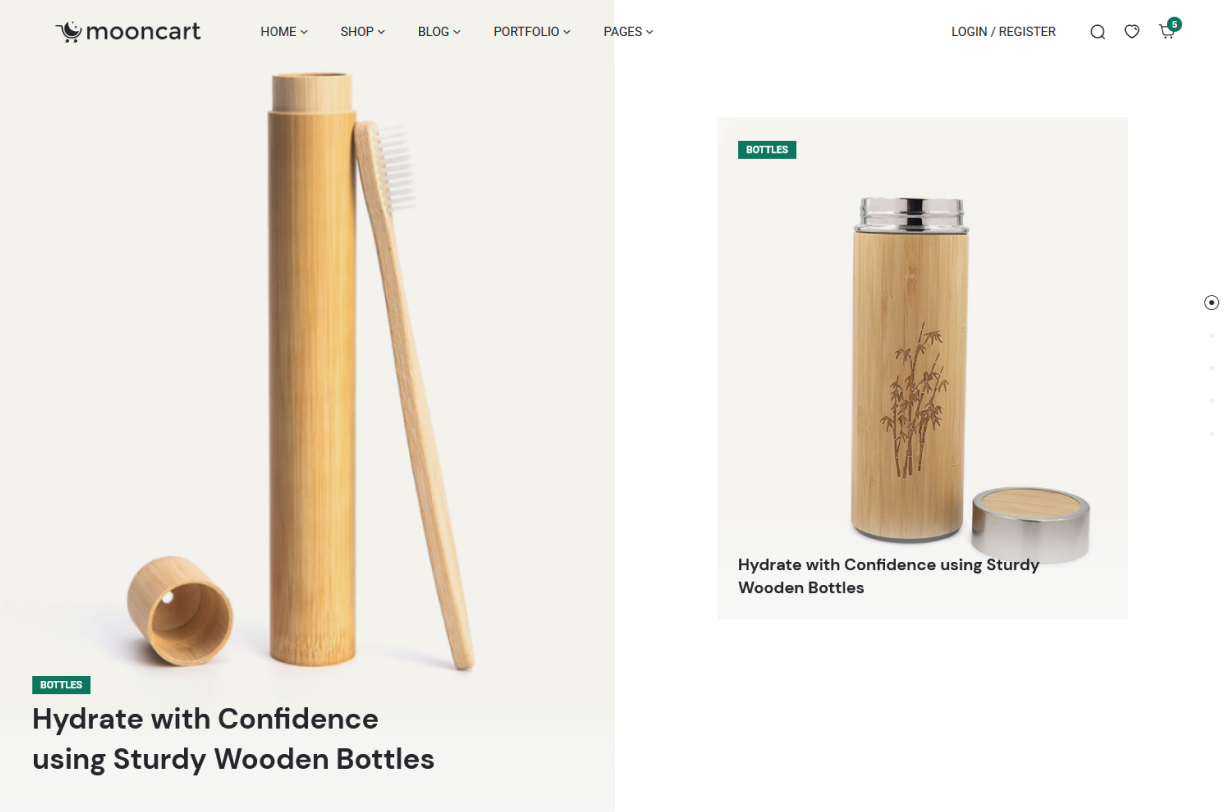 mooncart
HOME
SHOP
BLOG
PORTFOLIO
PAGES
LOGIN / REGISTER
5
BOTTLES
Hydrate with Confidence
using Sturdy Wooden Bottles
BOTTLES
Hydrate with Confidence using Sturdy
Wooden Bottles